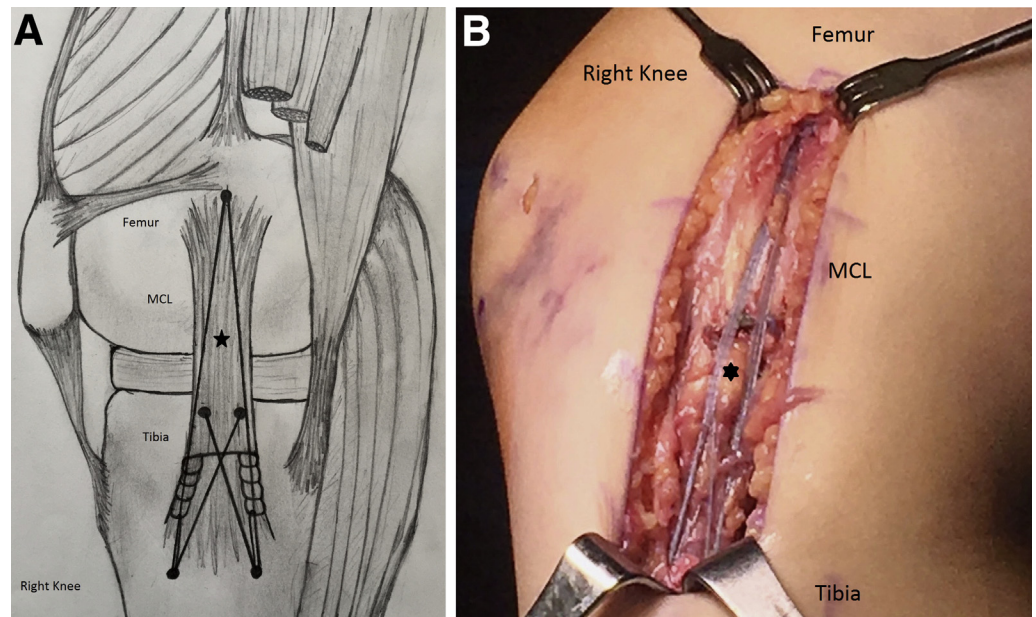 A
Femur
MCL
Tibia
Right Knee
B
Femur
Right Knee
MCL
Tibia